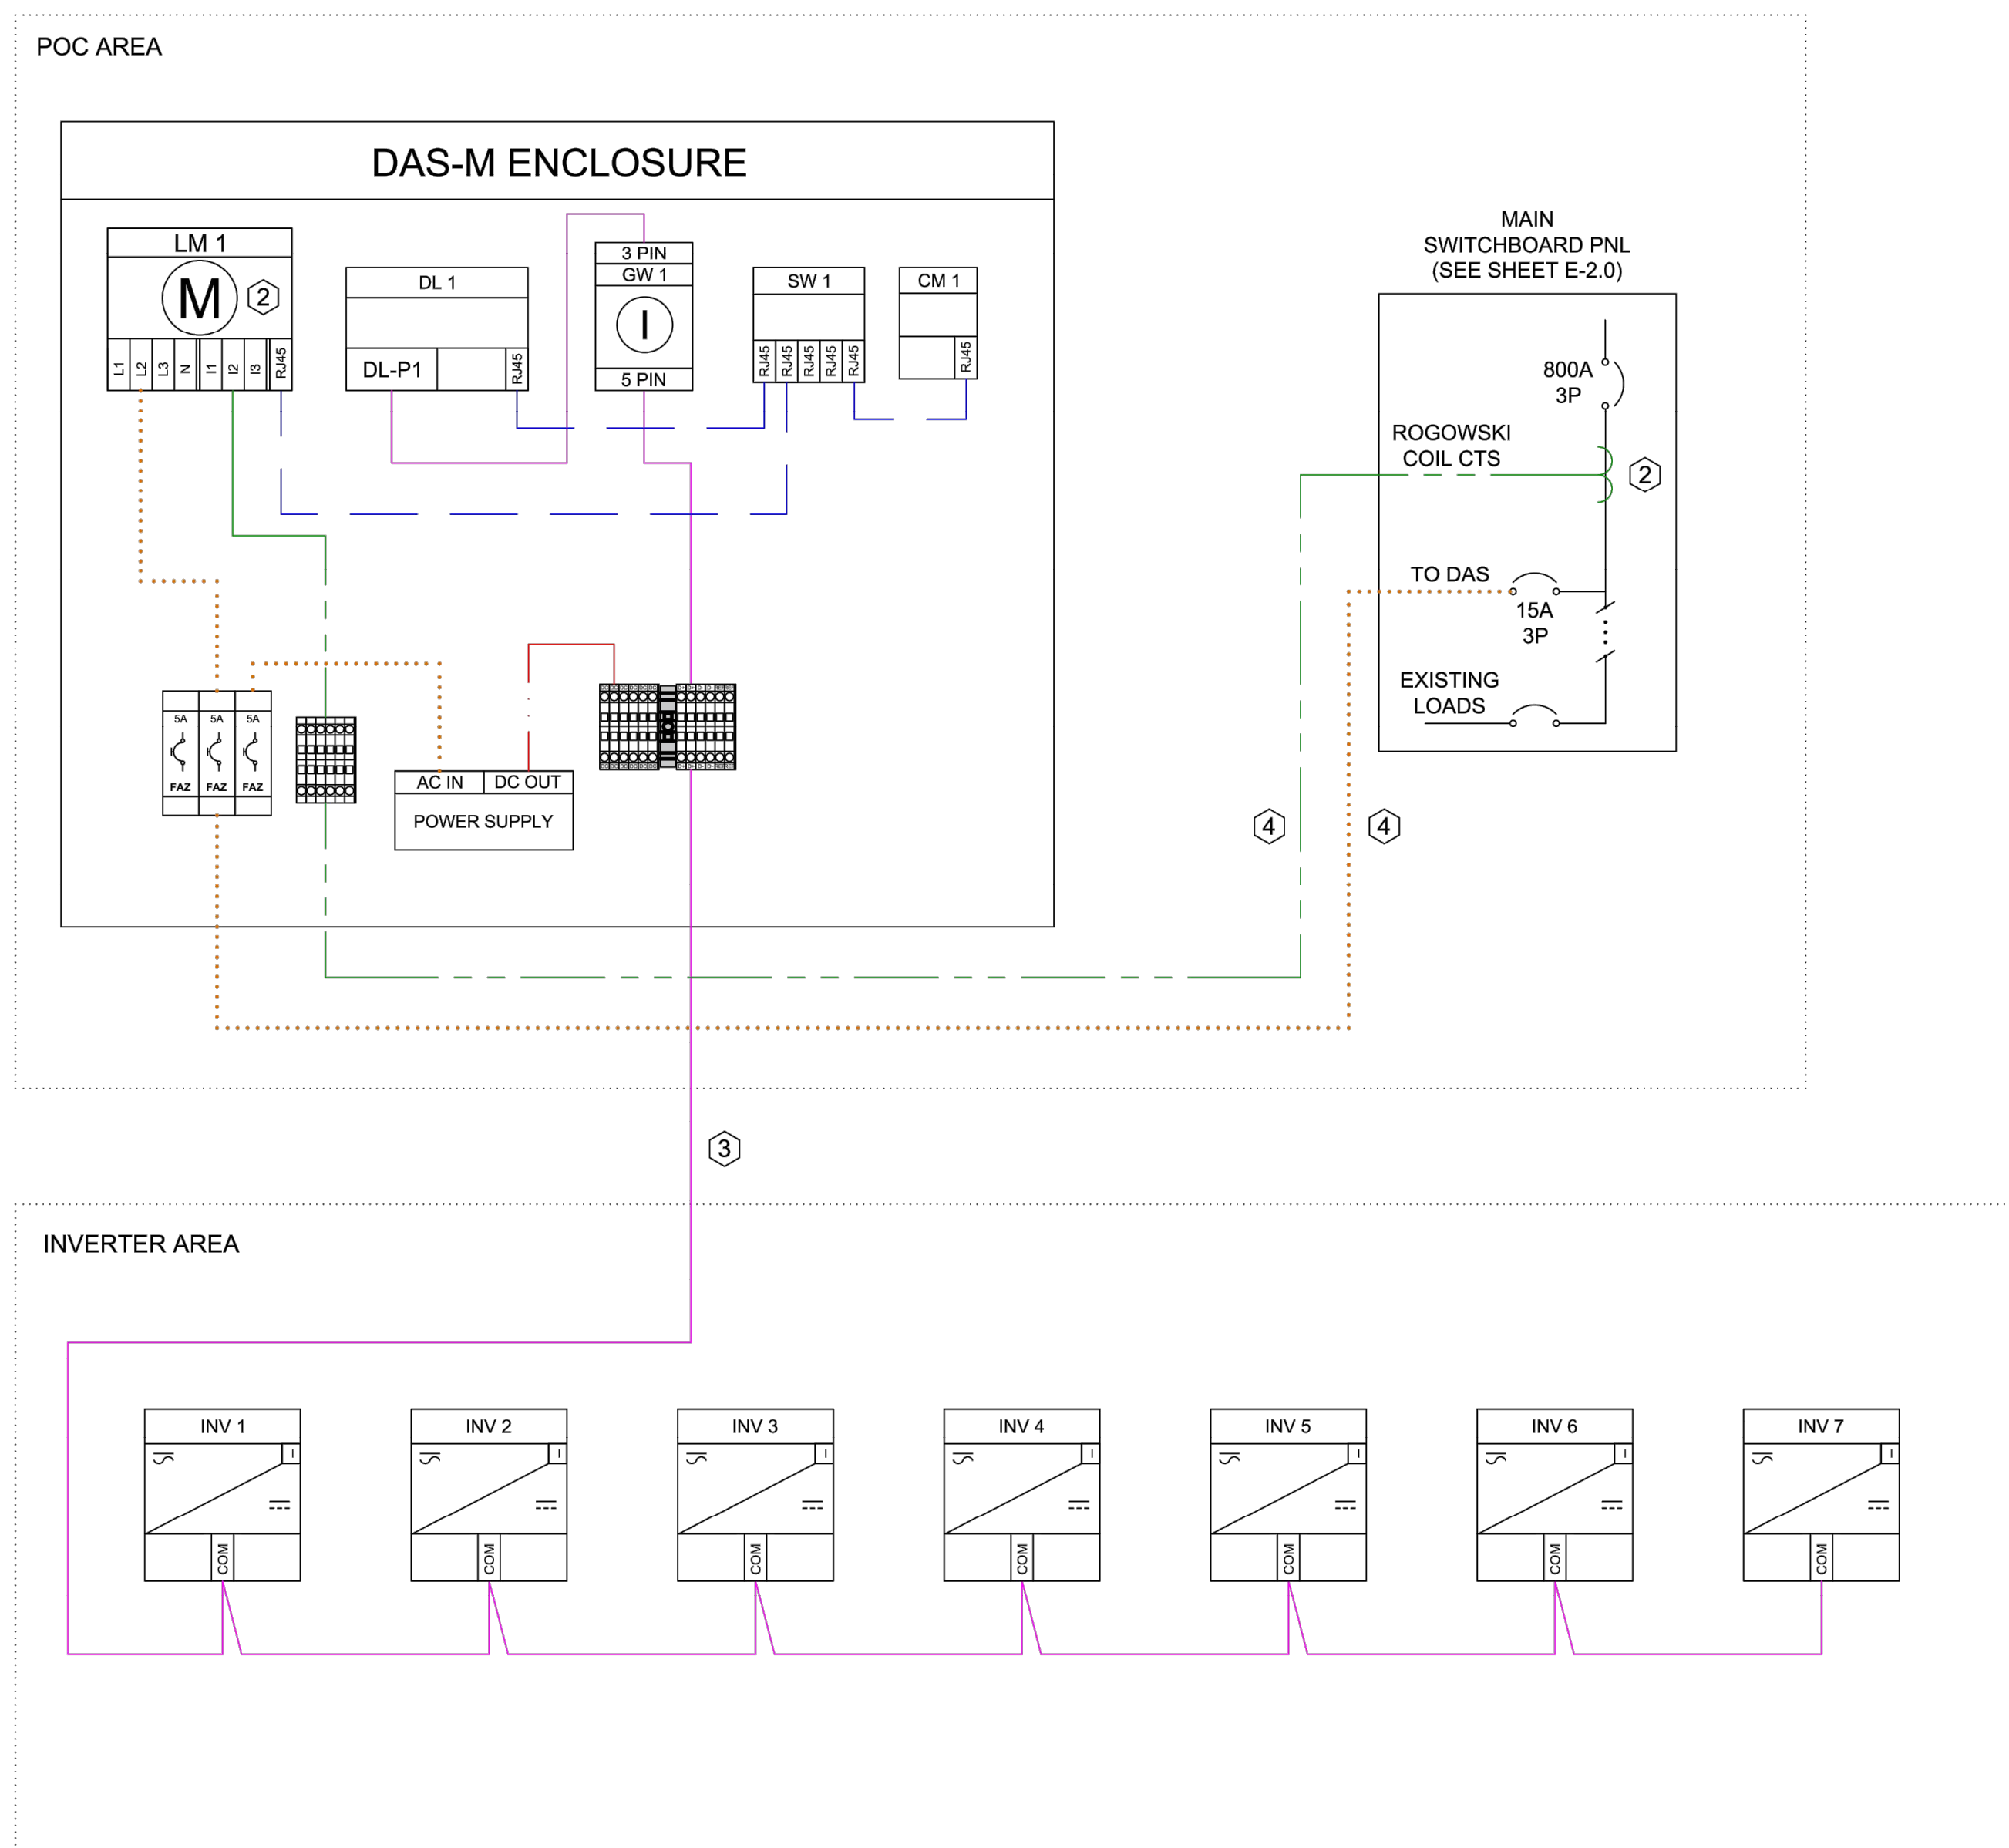 POC AREA
DAS-M ENCLOSURE
LM 1
M
2
L1
L2
L3
N
I1
I2
I3
RJ45
DL 1
DL-P1
RJ45
3 PIN
GW 1
I
5 PIN
SW 1
RJ45
RJ45
RJ45
RJ45
RJ45
CM 1
RJ45
MAIN
SWITCHBOARD PNL
(SEE SHEET E-2.0)
800A
3P
ROGOWSKI
COIL CTS
2
TO DAS
15A
3P
EXISTING
LOADS
5A
5A
5A
FAZ
FAZ
FAZ
AC IN
DC OUT
POWER SUPPLY
4
4
3
INVERTER AREA
INV 1
INV 2
INV 3
INV 4
INV 5
INV 6
INV 7
COM
COM
COM
COM
COM
COM
COM